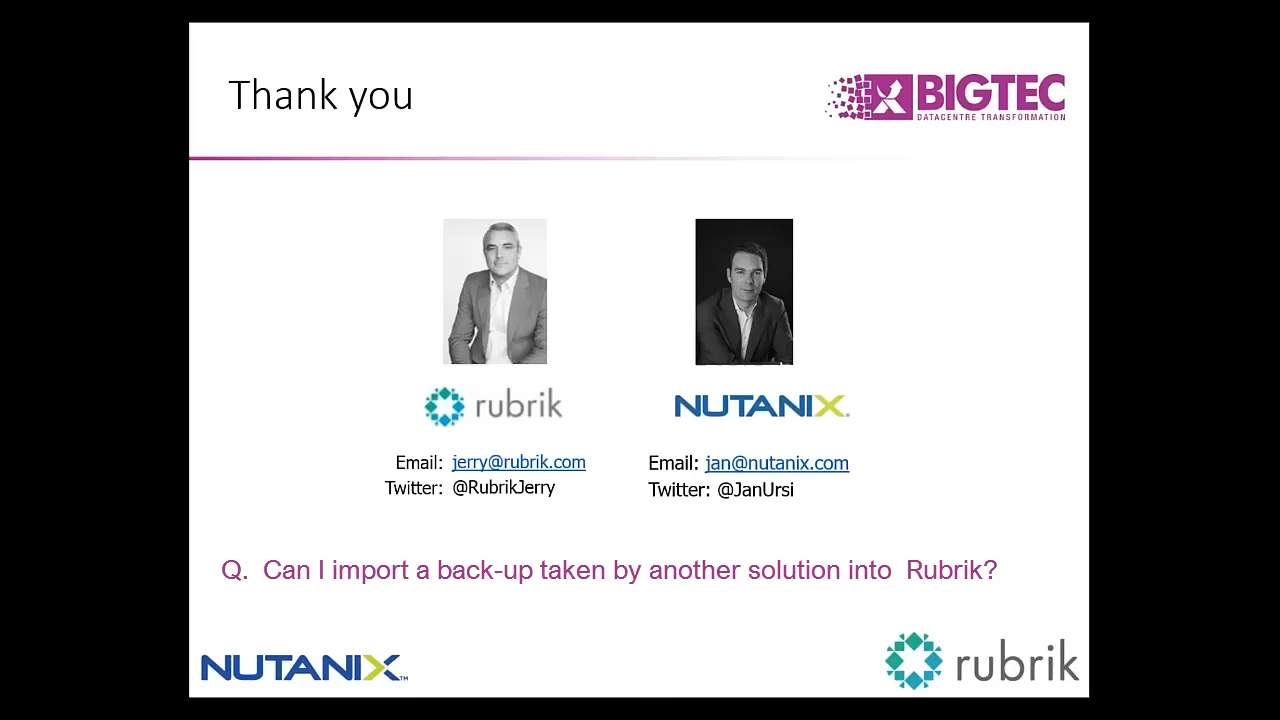 Thank you
BIGTEC
DATACENTRE TRANSFORMATION
rubrik
NUTANIX.
Email: jerry@rubrik.com
Twitter: @RubrikJerry
Email: jan@nutanix.com
Twitter: @JanUrsi
Q. Can I import a back-up taken by another solution into Rubrik?
NUTANIX™
rubrik